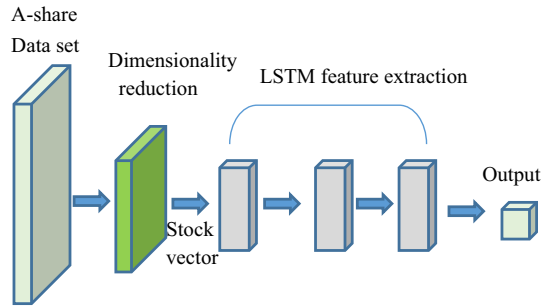 A-share
Data set
Dimensionality
reduction
LSTM feature extraction
Stock
vector
Output